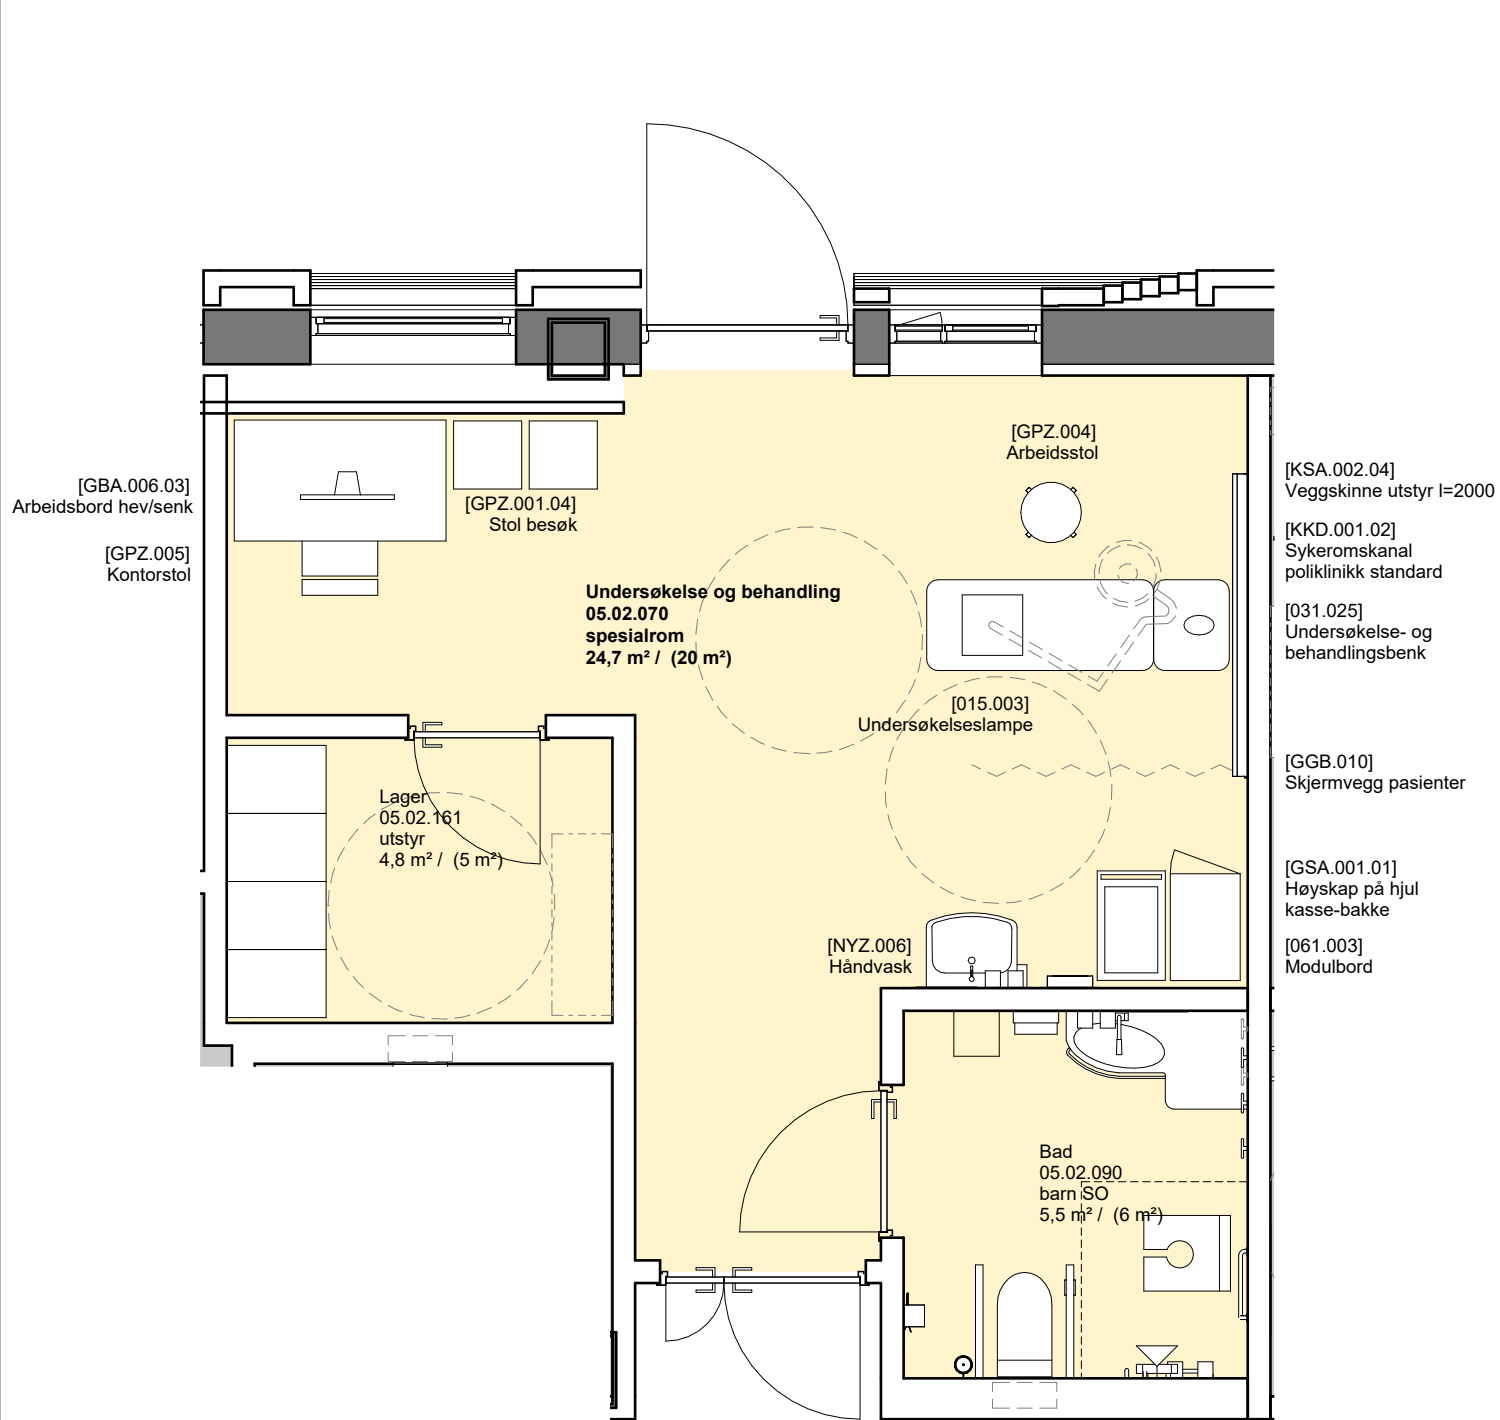 [GPZ.004]
Arbeidsstol
[KSA.002.04]
Veggskinne utstyr l=2000
[GBA.006.03]
Arbeidsbord hev/senk
[GPZ.001.04]
Stol besøk
[KKD.001.02]
Sykeromskanal
poliklinikk standard
[GPZ.005]
Kontorstol
Undersøkelse og behandling
05.02.070
spesialrom
24,7 m² / (20 m²)
[031.025]
Undersøkelse- og
behandlingsbenk
[015.003]
Undersøkelseslampe
[GGB.010]
Skjermvegg pasienter
Lager
05.02.161
utstyr
4,8 m² / (5 m²)
[GSA.001.01]
Høyskap på hjul
kasse-bakke
[NYZ.006]
Håndvask
[061.003]
Modulbord
Bad
05.02.090
barn SO
5,5 m² / (6 m²)